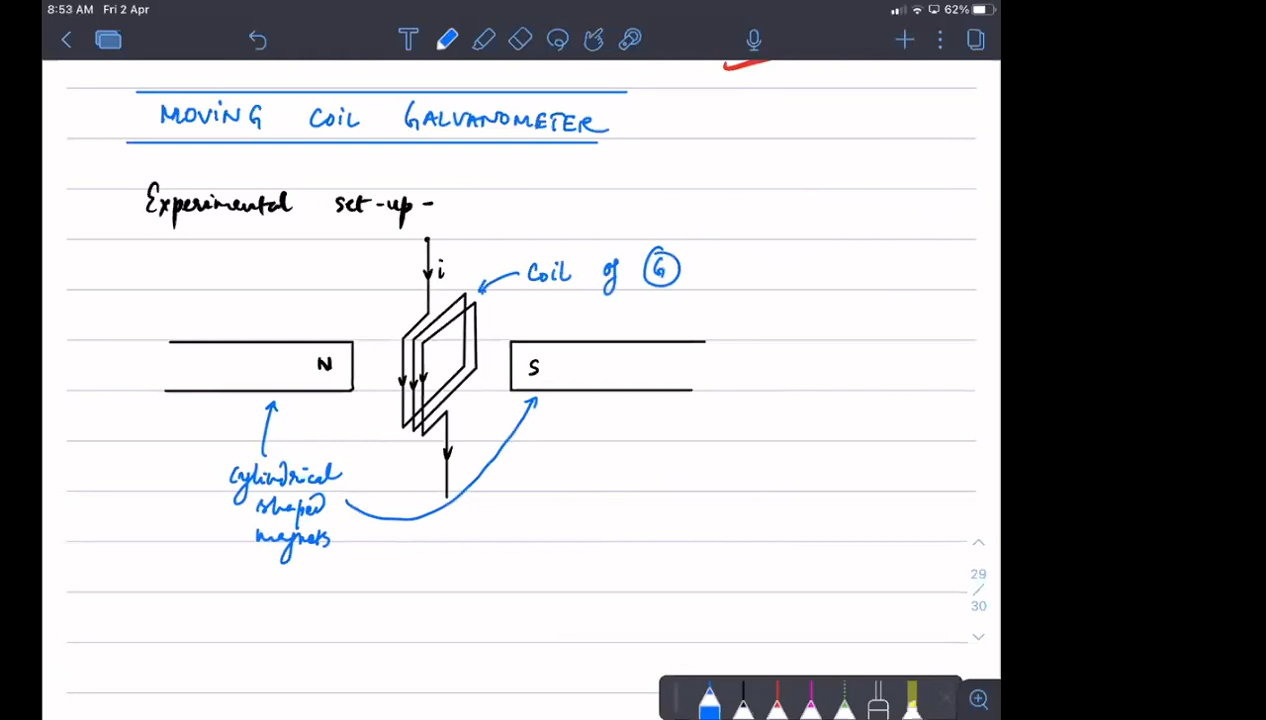 8:53 AM Fri 2 Apr
62%
T
MOVING COIL GALVANOMETER
Experimental set-up -
i
coil of G
N
S
cylindrical
shaped
magnets
29
/
30